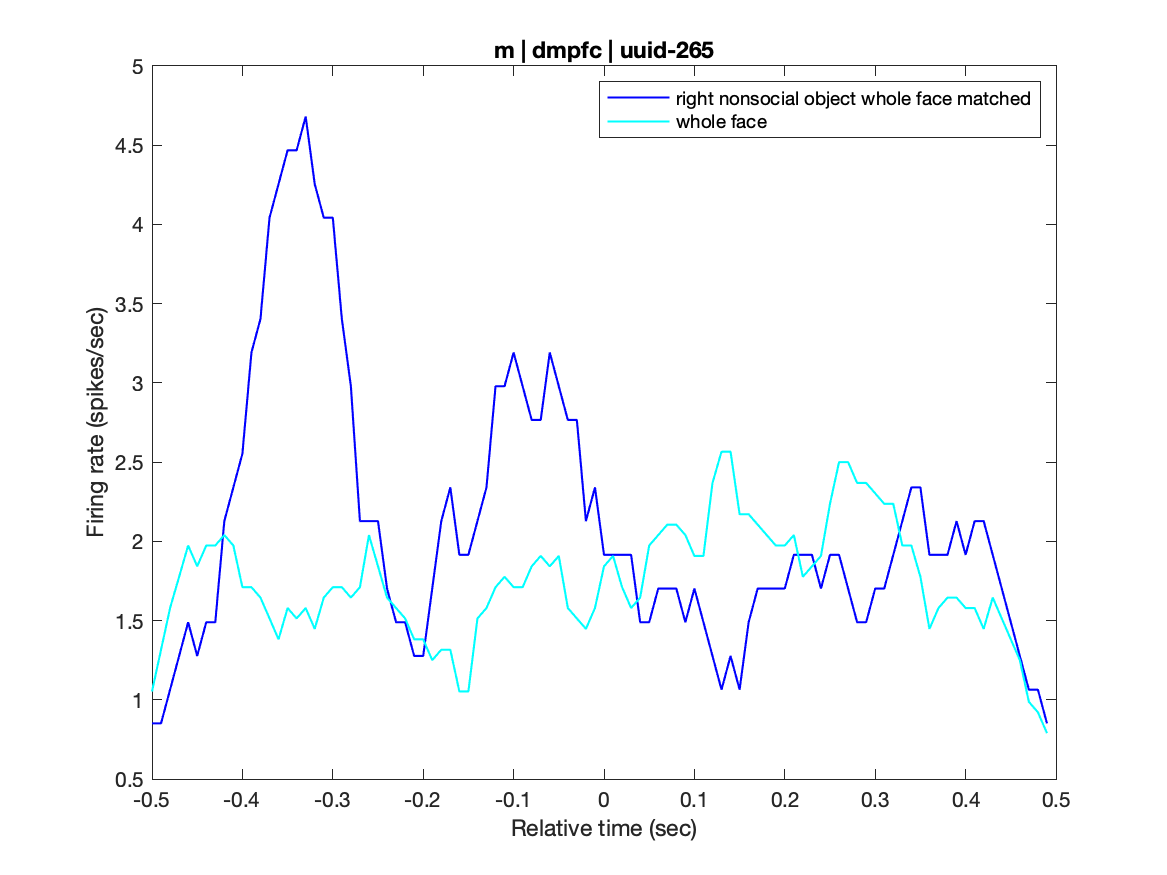 m | dmpfc | uuid-265
right nonsocial object whole face matched
whole face
5
4.5
4
3.5
3
2.5
2
1.5
1
0.5
Firing rate (spikes/sec)
-0.5 -0.4 -0.3 -0.2 -0.1 0 0.1 0.2 0.3 0.4 0.5
Relative time (sec)